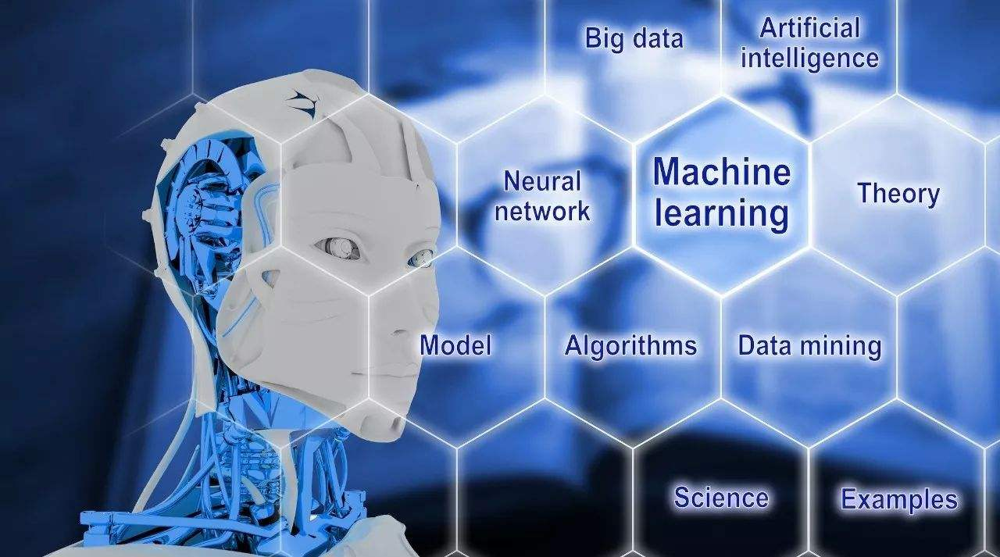 Big data
Artificial
intelligence
Neural
network
Machine
learning
Theory
Model
Algorithms
Data mining
Science
Examples